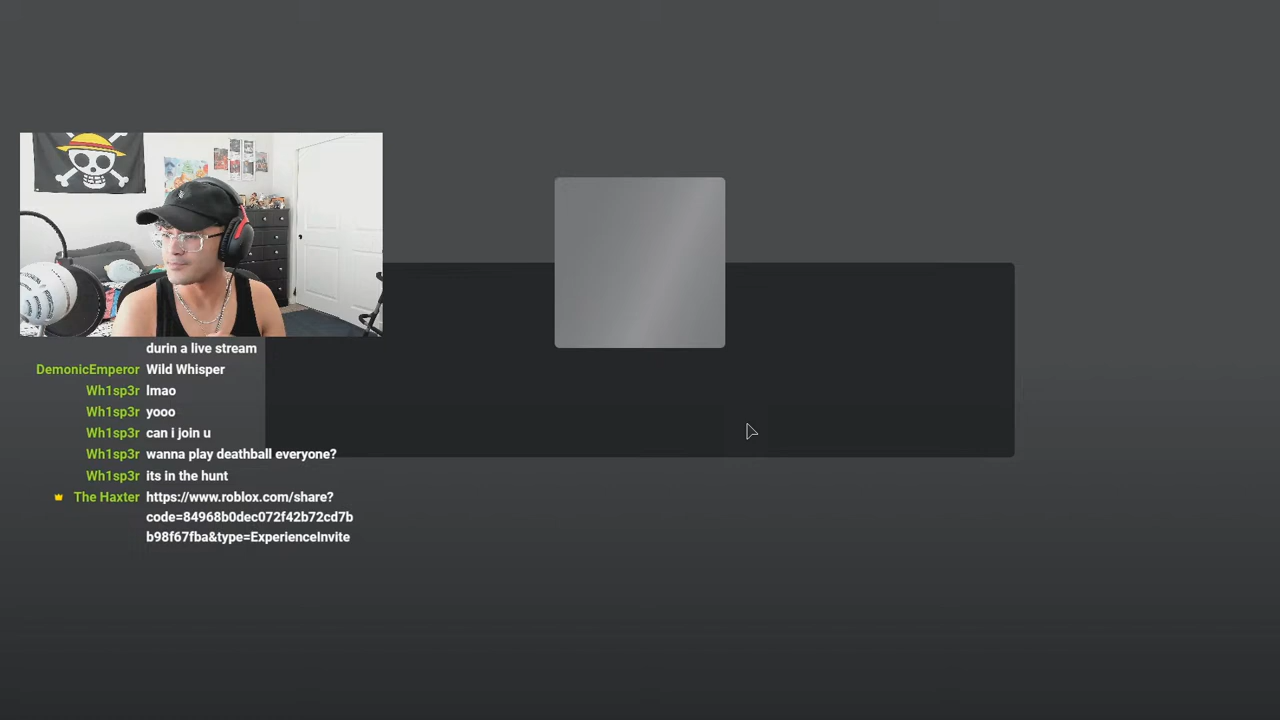 durin a live stream
DemonicEmperor Wild Whisper
Wh1sp3r lmao
Wh1sp3r yooo
Wh1sp3r can i join u
Wh1sp3r wanna play deathball everyone?
Wh1sp3r its in the hunt
The Haxter https://www.roblox.com/share?
code=84968b0dec072f42b72cd7b
b98f67fba&type=ExperienceInvite